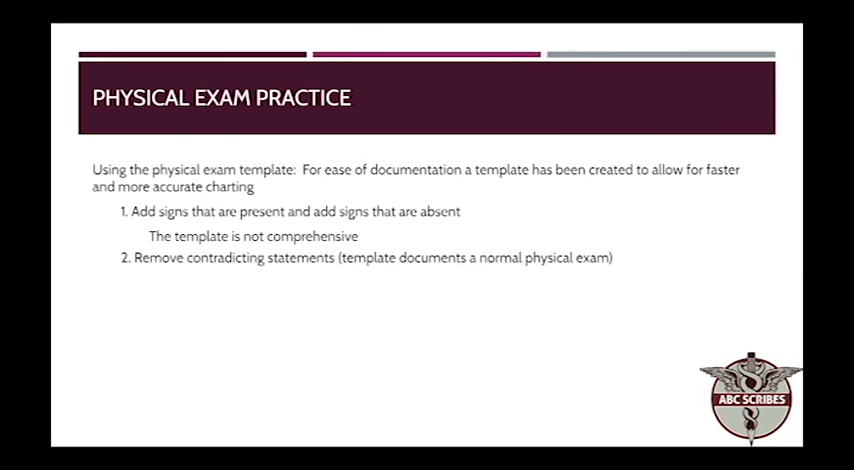 PHYSICAL EXAM PRACTICE
Using the physical exam template:  For ease of documentation a template has been created to allow for faster
and more accurate charting
1. Add signs that are present and add signs that are absent
The template is not comprehensive
2. Remove contradicting statements (template documents a normal physical exam)
ABC SCRIBES